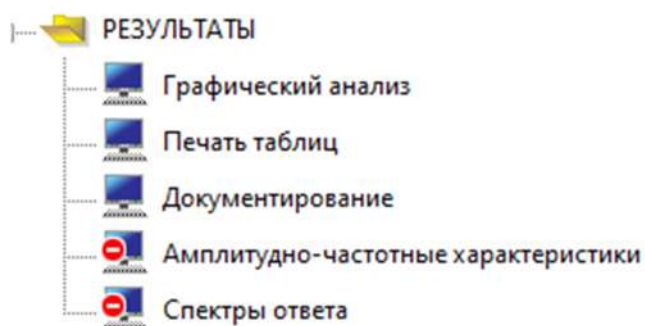 РЕЗУЛЬТАТЫ
Графический анализ
Печать таблиц
Документирование
Амплитудно-частотные характеристики
Спектры ответа